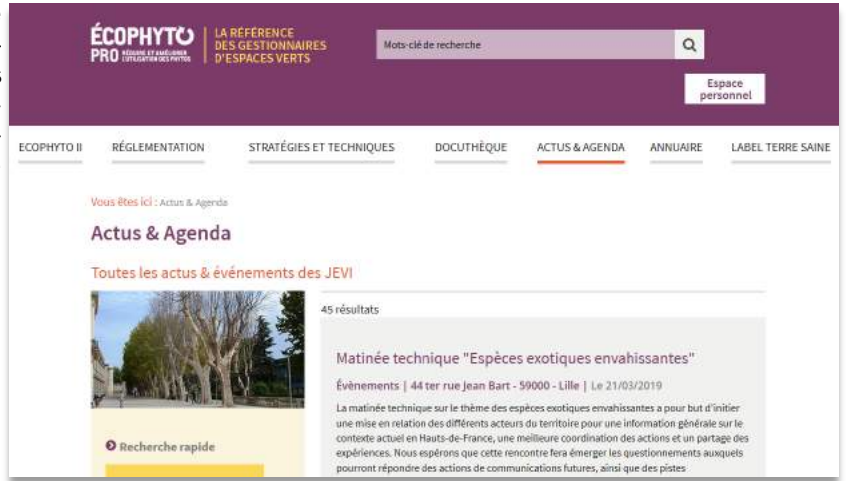 ÉCOPHYTO
PRO RÉDUIRE ET AMÉLIORER
L'UTILISATION DES PHYTOS
LA RÉFÉRENCE
DES GESTIONNAIRES
D'ESPACES VERTS
Mots-clé de recherche
Espace
personnel
ECOPHYTO II RÉGLEMENTATION STRATÉGIES ET TECHNIQUES DOCUTHÈQUE ACTUS & AGENDA ANNUAIRE LABEL TERRE SAINE
Vous êtes ici : Actus & Agenda
Actus & Agenda
Toutes les actus & événements des JEVI
45 résultats
Matinée technique "Espèces exotiques envahissantes"
Évènements | 44 ter rue Jean Bart - 59000 - Lille | Le 21/03/2019
La matinée technique sur le thème des espèces exotiques envahissantes a pour but d'initier
une mise en relation des différents acteurs du territoire pour une information générale sur le
contexte actuel en Hauts-de-France, une meilleure coordination des actions et un partage des
expériences. Nous espérons que cette rencontre fera émerger les questionnements auxquels
pourront répondre des actions de communications futures, ainsi que des pistes
Recherche rapide